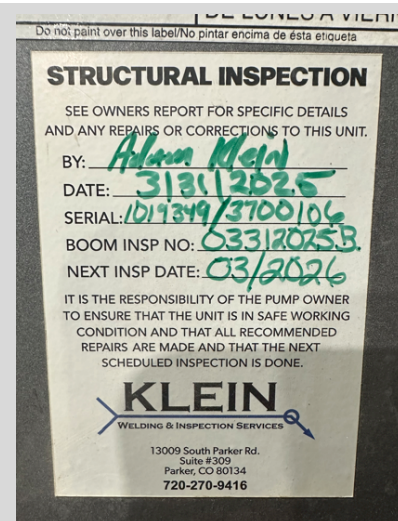 Do not paint over this label/No pintar encima de ésta etiqueta
STRUCTURAL INSPECTION
SEE OWNERS REPORT FOR SPECIFIC DETAILS
AND ANY REPAIRS OR CORRECTIONS TO THIS UNIT.
BY: Adam Klein
DATE: 3/31/2025
SERIAL: 1019349/3700106
BOOM INSP NO: 03312025B
NEXT INSP DATE: 03/2026
IT IS THE RESPONSIBILITY OF THE PUMP OWNER
TO ENSURE THAT THE UNIT IS IN SAFE WORKING
CONDITION AND THAT ALL RECOMMENDED
REPAIRS ARE MADE AND THAT THE NEXT
SCHEDULED INSPECTION IS DONE.
KLEIN
WELDING & INSPECTION SERVICES
13009 South Parker Rd.
Suite #309
Parker, CO 80134
720-270-9416